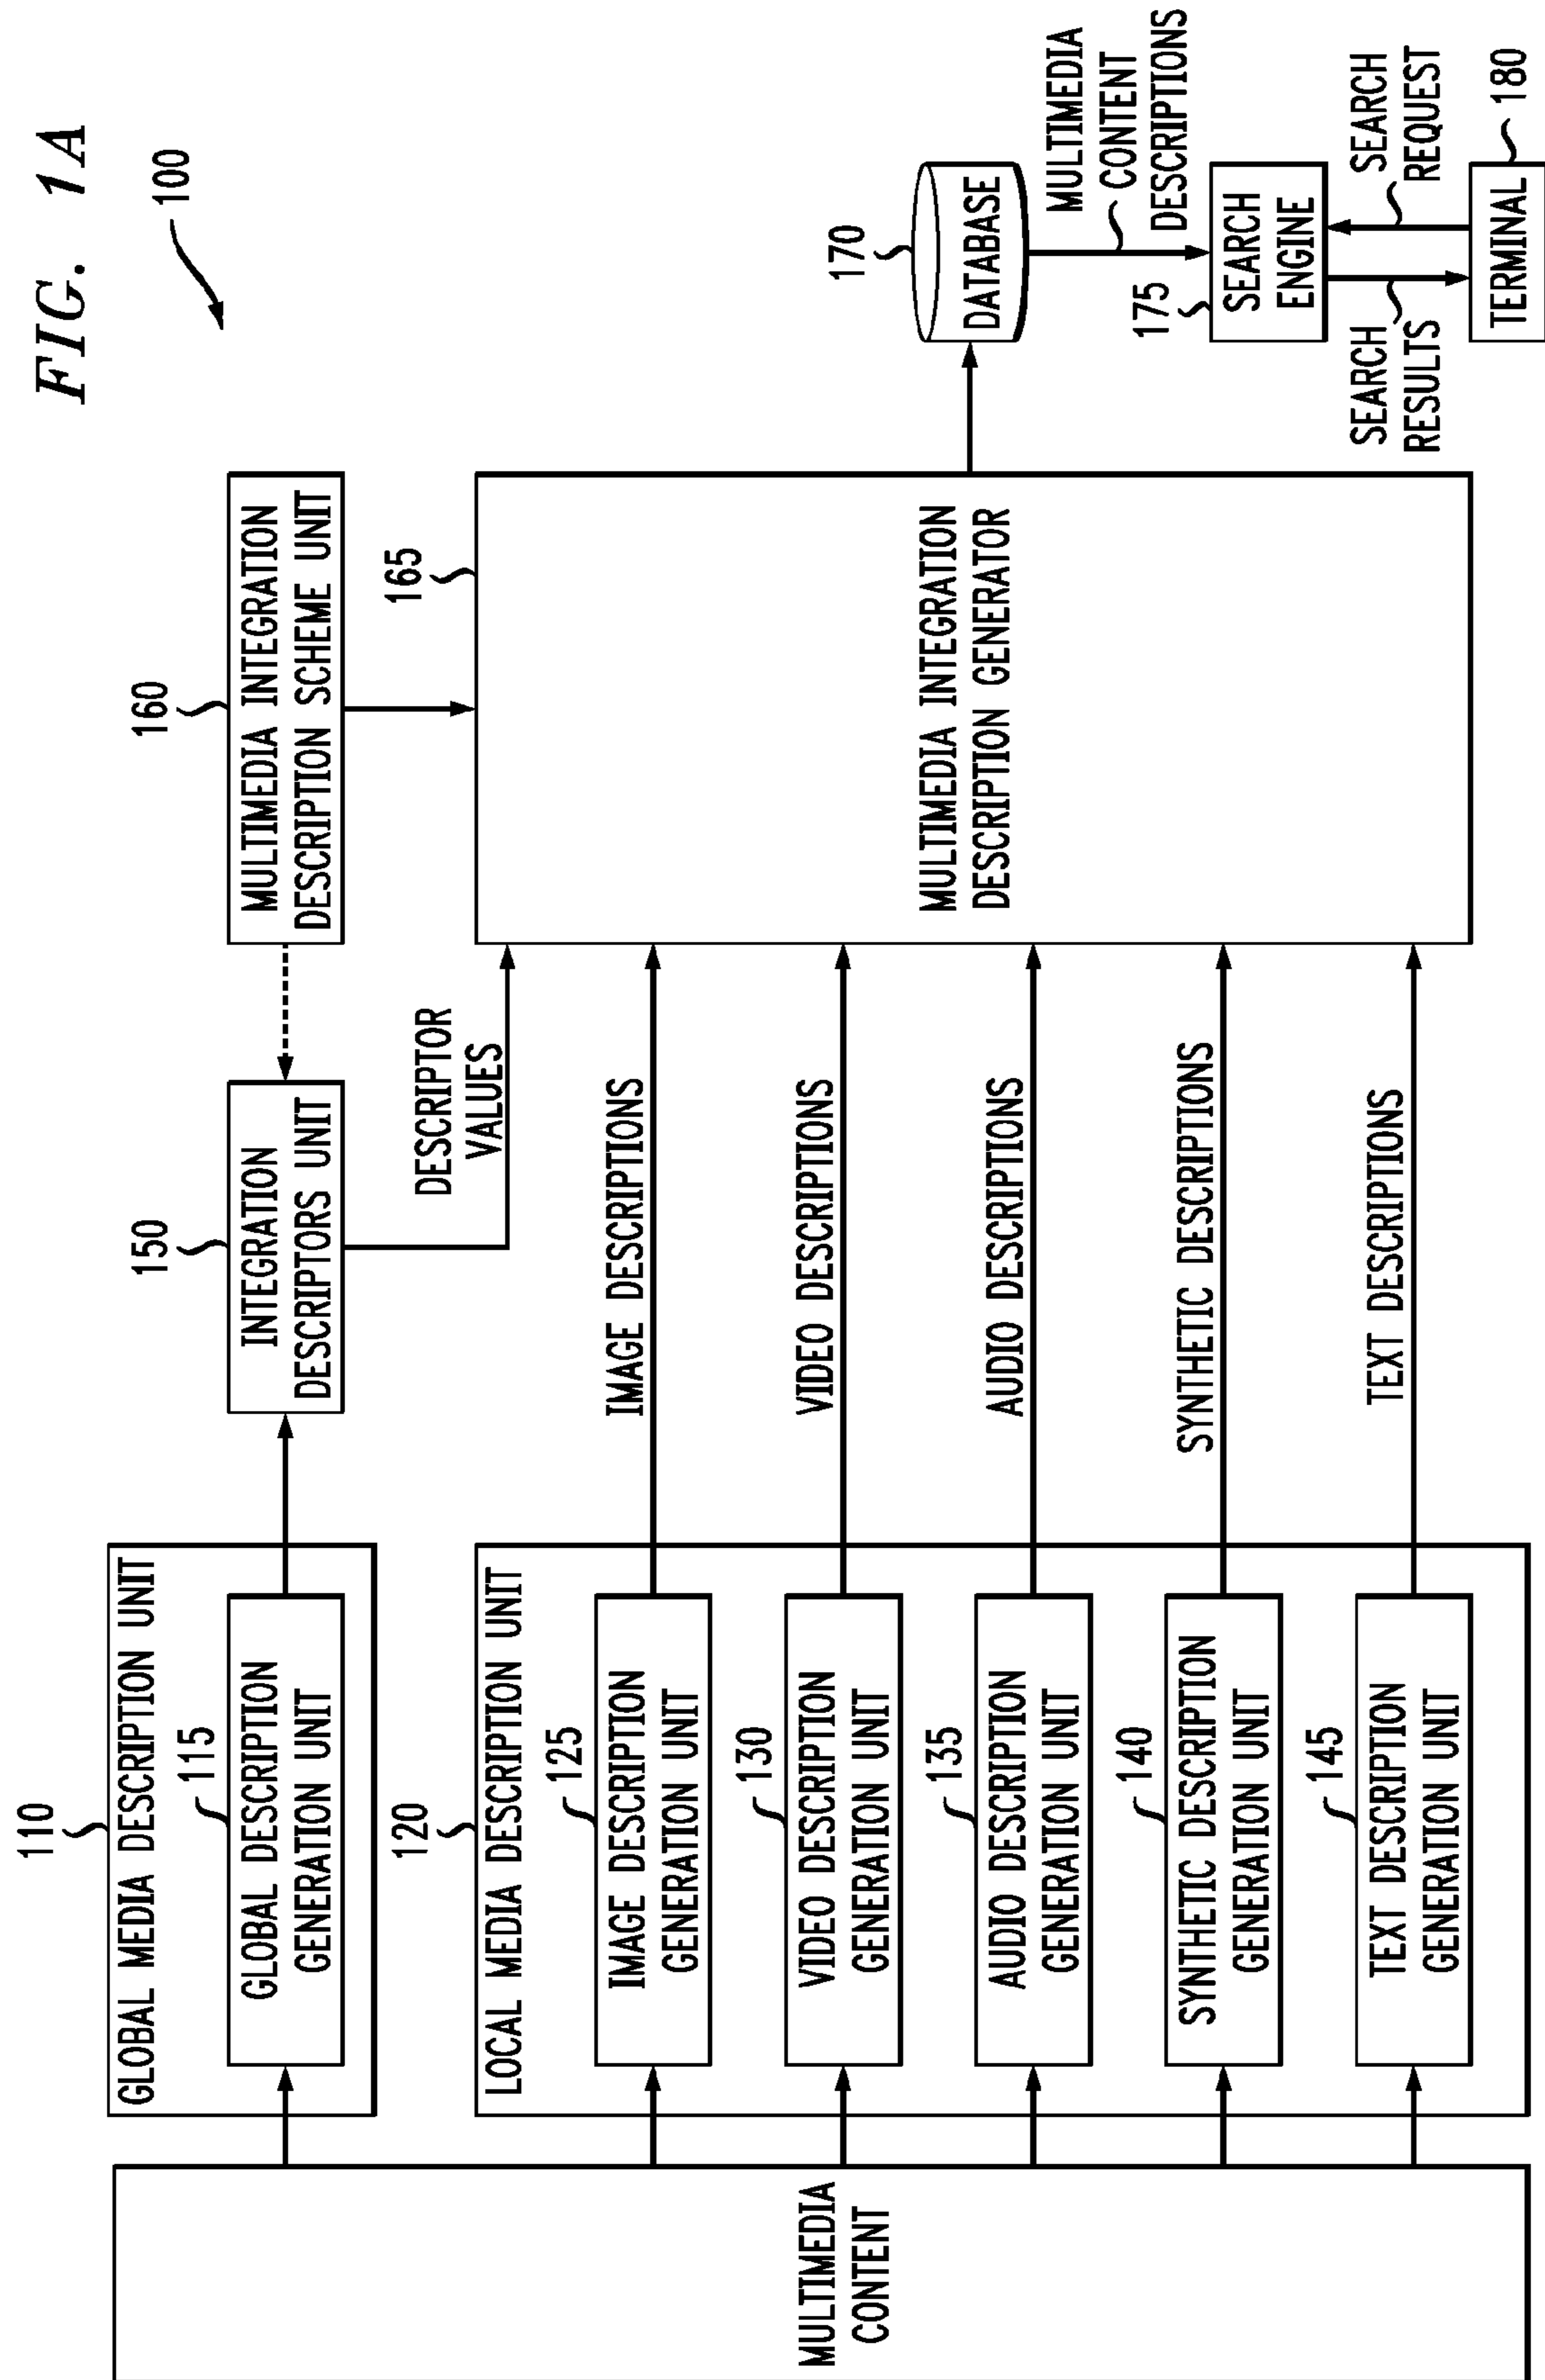 FIG. 1A
100
110
GLOBAL MEDIA DESCRIPTION UNIT
115
GLOBAL DESCRIPTION
GENERATION UNIT
150
INTEGRATION
DESCRIPTORS UNIT
160
MULTIMEDIA INTEGRATION
DESCRIPTION SCHEME UNIT
DESCRIPTOR
VALUES
165
MULTIMEDIA INTEGRATION
DESCRIPTION GENERATOR
MULTIMEDIA
CONTENT
120
LOCAL MEDIA DESCRIPTION UNIT
125
IMAGE DESCRIPTION
GENERATION UNIT
IMAGE DESCRIPTIONS
130
VIDEO DESCRIPTION
GENERATION UNIT
VIDEO DESCRIPTIONS
135
AUDIO DESCRIPTION
GENERATION UNIT
AUDIO DESCRIPTIONS
140
SYNTHETIC DESCRIPTION
GENERATION UNIT
SYNTHETIC DESCRIPTIONS
145
TEXT DESCRIPTION
GENERATION UNIT
TEXT DESCRIPTIONS
170
DATABASE
MULTIMEDIA
CONTENT
DESCRIPTIONS
175
SEARCH
ENGINE
SEARCH
RESULTS
SEARCH
REQUEST
TERMINAL
180